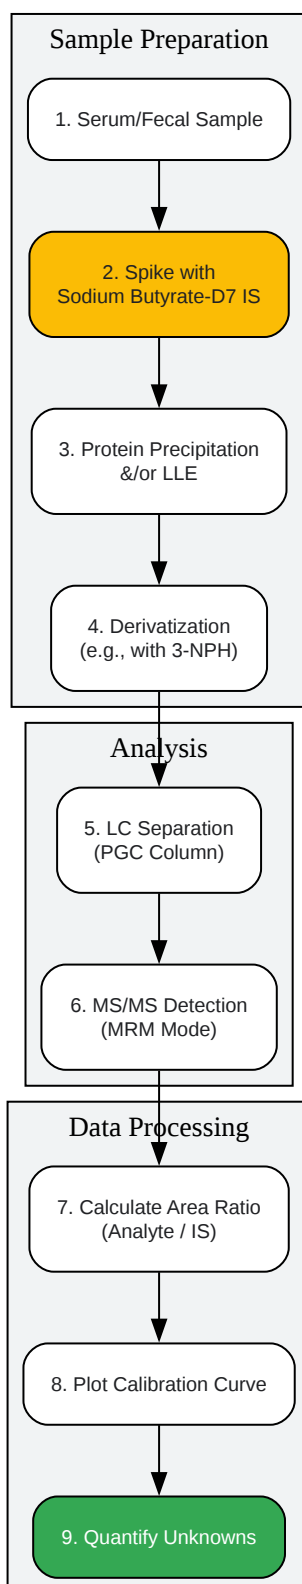 Sample Preparation
1. Serum/Fecal Sample
2. Spike with
Sodium Butyrate-D7 IS
3. Protein Precipitation
&/or LLE
4. Derivatization
(e.g., with 3-NPH)
Analysis
5. LC Separation
(PGC Column)
6. MS/MS Detection
(MRM Mode)
Data Processing
7. Calculate Area Ratio
(Analyte / IS)
8. Plot Calibration Curve
9. Quantify Unknowns